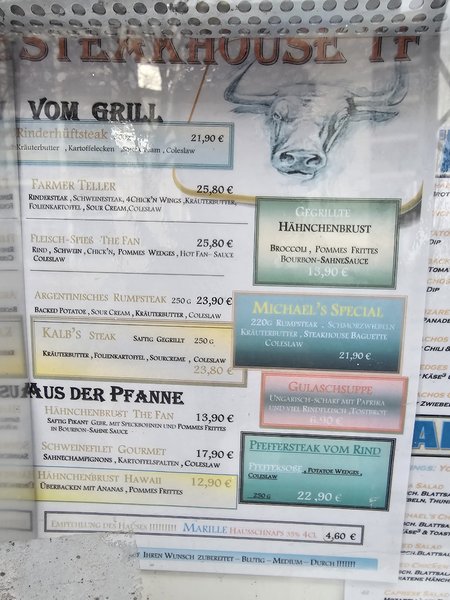 STEAKHOUSE TF
VOM GRILL
Rinderhüftsteak
Kräuterbutter , Kartoffelecken , Sour Cream , Coleslaw
21,90 €
FARMER TELLER
25,80 €
RINDERSTEAK , SCHWEINESTEAK, 4CHICK'N WINGS ,KRÄUTERBUTTER,
FOLIENKARTOFFEL , SOUR CREAM,COLESLAW
FLEISCH-SPIEß THE FAN
25,80 €
RIND , SCHWEIN , CHICK'N, POMMES WEDGES , HOT FAN- SAUCE
COLESLAW
ARGENTINISCHES RUMPSTEAK 250 G 23,90 €
BACKED POTATOE , SOUR CREAM , KRÄUTERBUTTER , COLESLAW
KALB'S STEAK SAFTIG GEGRILLT 250 G
KRÄUTERBUTTER , FOLIENKARTOFFEL , SOURCREME , COLESLAW
23,80 €
GEGRILLTE
HÄHNCHENBRUST
BROCCOLI , POMMES FRITTES
BOURBON-SAHNESAUCE
13,90 €
MICHAEL'S SPECIAL
220G RUMPSTEAK , SCHMORZWIEBELN
KRÄUTERBUTTER , STEAKHOUSE BAGUETTE
COLESLAW
21,90 €
GULASCHSUPPE
UNGARISCH-SCHARF MIT PAPRIKA
UND VIEL RINDFLEISCH ,TOSTBROT
PFEFFERSTEAK VOM RIND
PFEFFERSOßE , POTATOE WEDGES ,
COLESLAW
250 G 22 ,90 €
AUS DER PFANNE
HÄHNCHENBRUST THE FAN
13,90 €
SAFTIG PIKANT GEBR. MIT SPECKBOHNEN UND POMMES FRITTES
IN BOURBON- SAHNE SAUCE
SCHWEINEFILET GOURMET
17,90 €
SAHNECHAMPIGNONS , KARTOFFELSPALTEN , COLESLAW
HÄHNCHENBRUST HAWAII
12,90 €
ÜBERBACKEN MIT ANANAS , POMMES FRITTES
EMPFEHLUNG DES HAUSES !!!!!!!! MARILLE HAUSSCHNAPS 35% 4CL. 4,60 €
IHREN WUNSCH ZUBEREITET – BLUTIG – MEDIUM – DURCH !!!!!!!